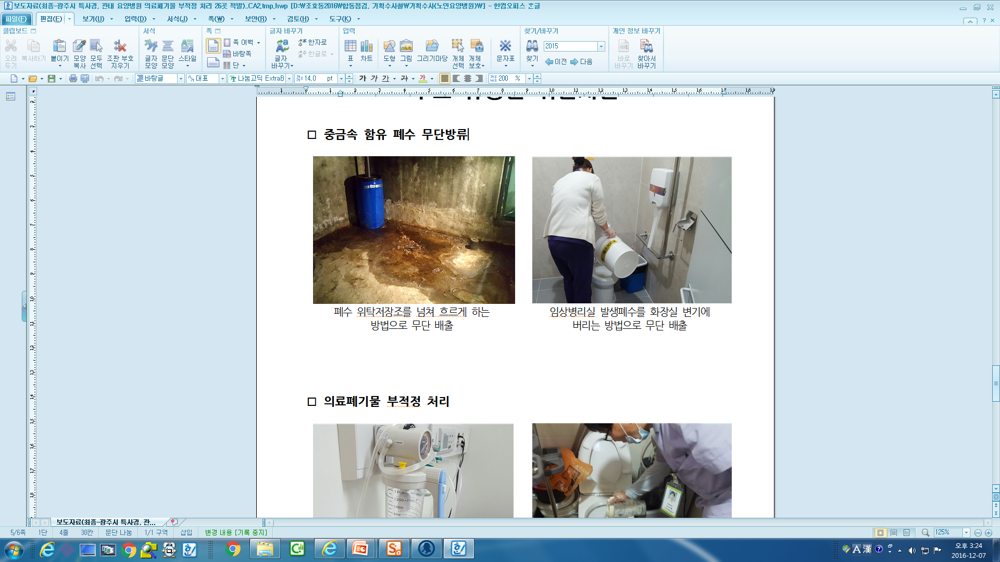 보도자료(최종-광주시 특사경, 관내 요양병원 의료폐기물 부적정 처리 26곳 적발)_CA2.tmp.hwp [D:\조효동2016\합동점검, 기획수사철\기획수사(노인요양병원)\] - 한컴오피스 한글
파일(F) 편집(E) 보기(U) 입력(D) 서식(J) 쪽(W) 보안(R) 검토(H) 도구(K)
클립보드 서식 쪽 글자 바꾸기 입력 찾기/바꾸기 개인 정보 바꾸기
오려 두기
복사하기
붙이기
모양 복사
모두 선택
조판 부호 지우기
글자 모양
문단 모양
스타일
쪽 여백
바탕쪽
단
글자 바꾸기
한자로
한글로
표
차트
도형
그림
그리기마당
개체 선택
개체 보호
문자표
찾기
2015
이전 다음
바로 바꾸기
찾아서 바꾸기
바탕글 대표 나눔고딕 ExtraB 14.0 pt 가 가 가 가 가 200 %
□ 중금속 함유 폐수 무단방류
폐수 위탁저장조를 넘쳐 흐르게 하는
방법으로 무단 배출
임상병리실 발생폐수를 화장실 변기에
버리는 방법으로 무단 배출
□ 의료폐기물 부적정 처리
1400
1200
1000
800
보도자료(최종-광주시 특사경, 관...
5/6쪽 1단 4줄 38칸 문단 나눔 1/1 구역 삽입 변경 내용 [기록 중지] 125%
A 漢
오후 3:24
2016-12-07